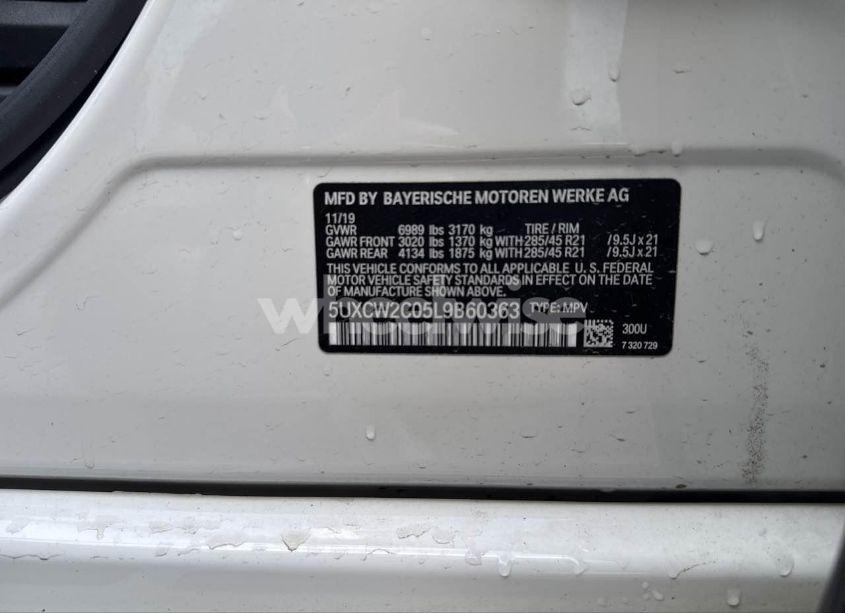 MFD BY BAYERISCHE MOTOREN WERKE AG
11/19
GVWR 6989 lbs 3170 kg TIRE / RIM
GAWR FRONT 3020 lbs 1370 kg WITH 285/45 R21 /9.5J x 21
GAWR REAR 4134 lbs 1875 kg WITH 285/45 R21 /9.5J x 21
THIS VEHICLE CONFORMS TO ALL APPLICABLE U. S. FEDERAL
MOTOR VEHICLE SAFETY STANDARDS IN EFFECT ON THE DATE
OF MANUFACTURE SHOWN ABOVE.
wheelwise
5UXCW2C05L9B60363 TYPE: MPV
300U
7 320 729